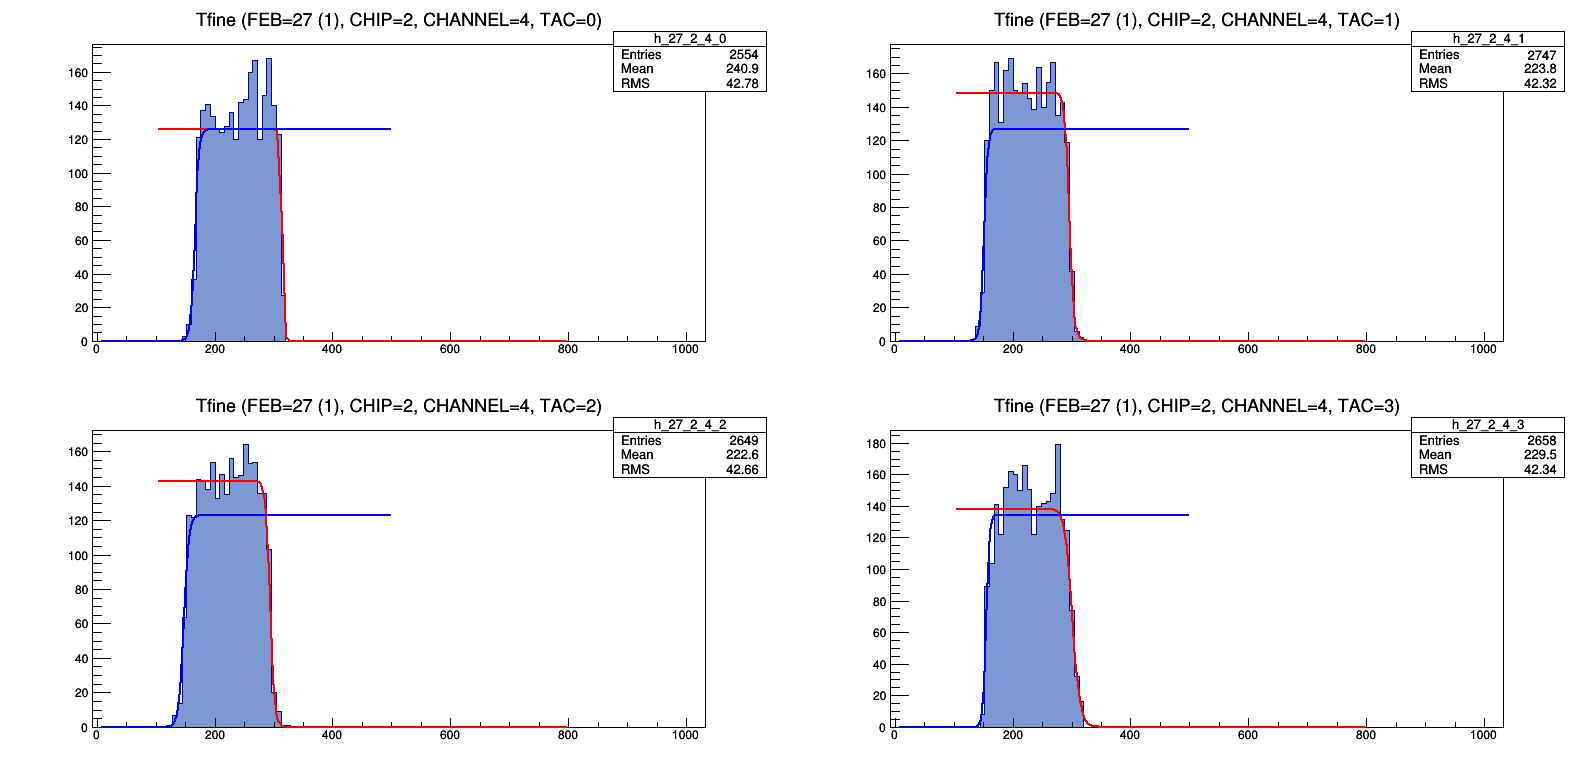 Tfine (FEB=27 (1), CHIP=2, CHANNEL=4, TAC=0)
h_27_2_4_0
Entries 2554
Mean 240.9
RMS 42.78
160
140
120
100
80
60
40
20
0
0 200 400 600 800 1000
Tfine (FEB=27 (1), CHIP=2, CHANNEL=4, TAC=1)
h_27_2_4_1
Entries 2747
Mean 223.8
RMS 42.32
160
140
120
100
80
60
40
20
0
0 200 400 600 800 1000
Tfine (FEB=27 (1), CHIP=2, CHANNEL=4, TAC=2)
h_27_2_4_2
Entries 2649
Mean 222.6
RMS 42.66
160
140
120
100
80
60
40
20
0
0 200 400 600 800 1000
Tfine (FEB=27 (1), CHIP=2, CHANNEL=4, TAC=3)
h_27_2_4_3
Entries 2658
Mean 229.5
RMS 42.34
180
160
140
120
100
80
60
40
20
0
0 200 400 600 800 1000